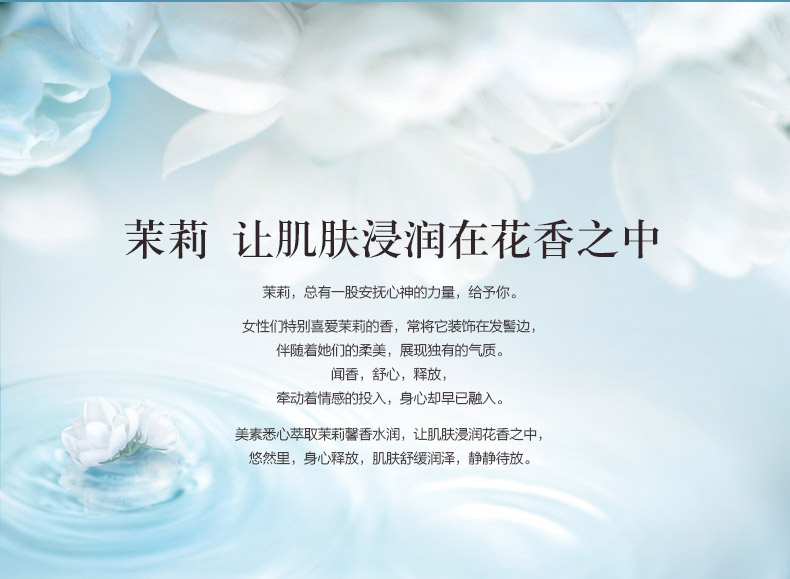 茉莉 让肌肤浸润在花香之中
茉莉，总有一股安抚心神的力量，给予你。
女性们特别喜爱茉莉的香，常将它装饰在发髻边，
伴随着她们的柔美，展现独有的气质。
闻香，舒心，释放，
牵动着情感的投入，身心却早已融入。
美素悉心萃取茉莉馨香水润，让肌肤浸润花香之中，
悠然里，身心释放，肌肤舒缓润泽，静静待放。